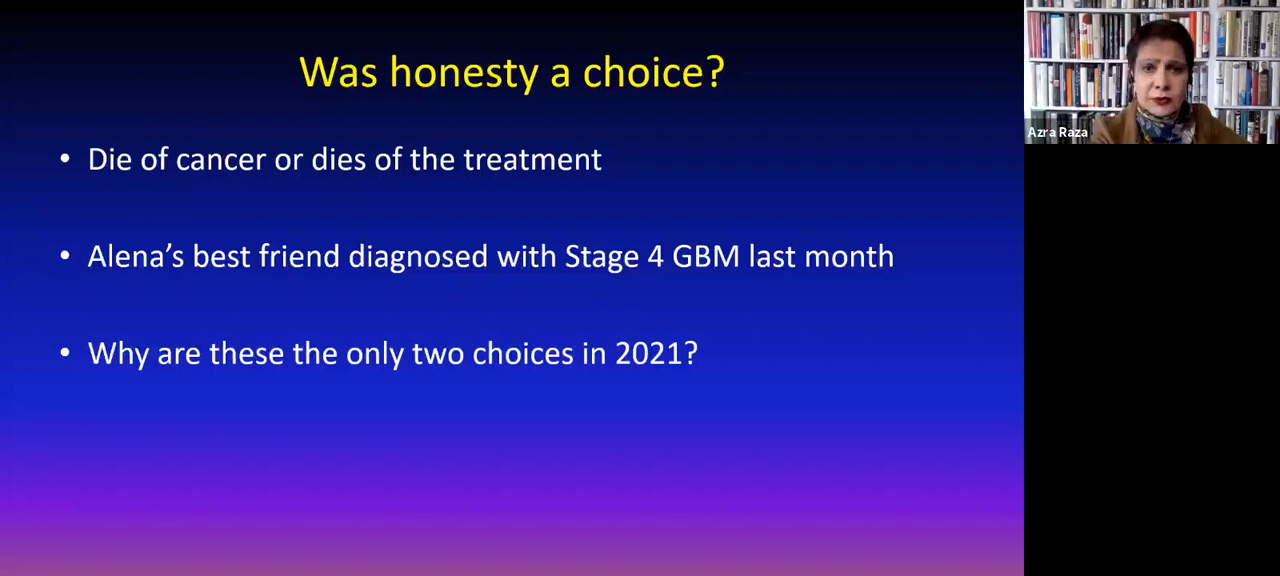 Was honesty a choice?
• Die of cancer or dies of the treatment
• Alena’s best friend diagnosed with Stage 4 GBM last month
• Why are these the only two choices in 2021?
Azra Raza